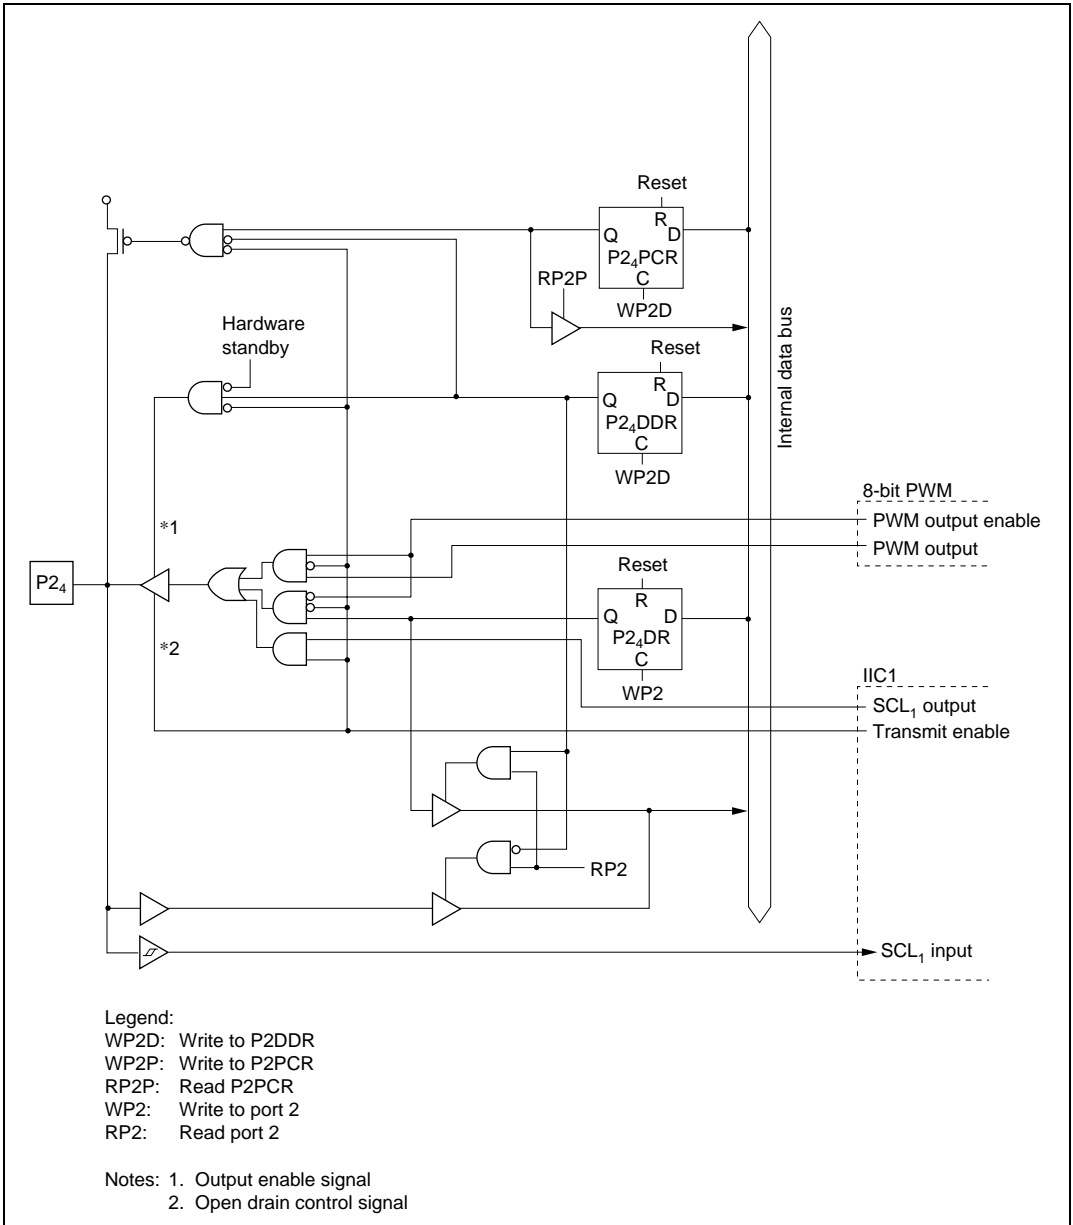 Reset
R
Q D
P2₄PCR
C
RP2P
WP2D
Hardware
standby
Reset
R
Q D
P2₄DDR
C
WP2D
Internal data bus
8-bit PWM
PWM output enable
PWM output
*1
P2₄
Reset
R
Q D
P2₄DR
C
WP2
*2
IIC1
SCL₁ output
Transmit enable
RP2
SCL₁ input
Legend:
WP2D: Write to P2DDR
WP2P: Write to P2PCR
RP2P: Read P2PCR
WP2: Write to port 2
RP2: Read port 2
Notes: 1. Output enable signal
2. Open drain control signal